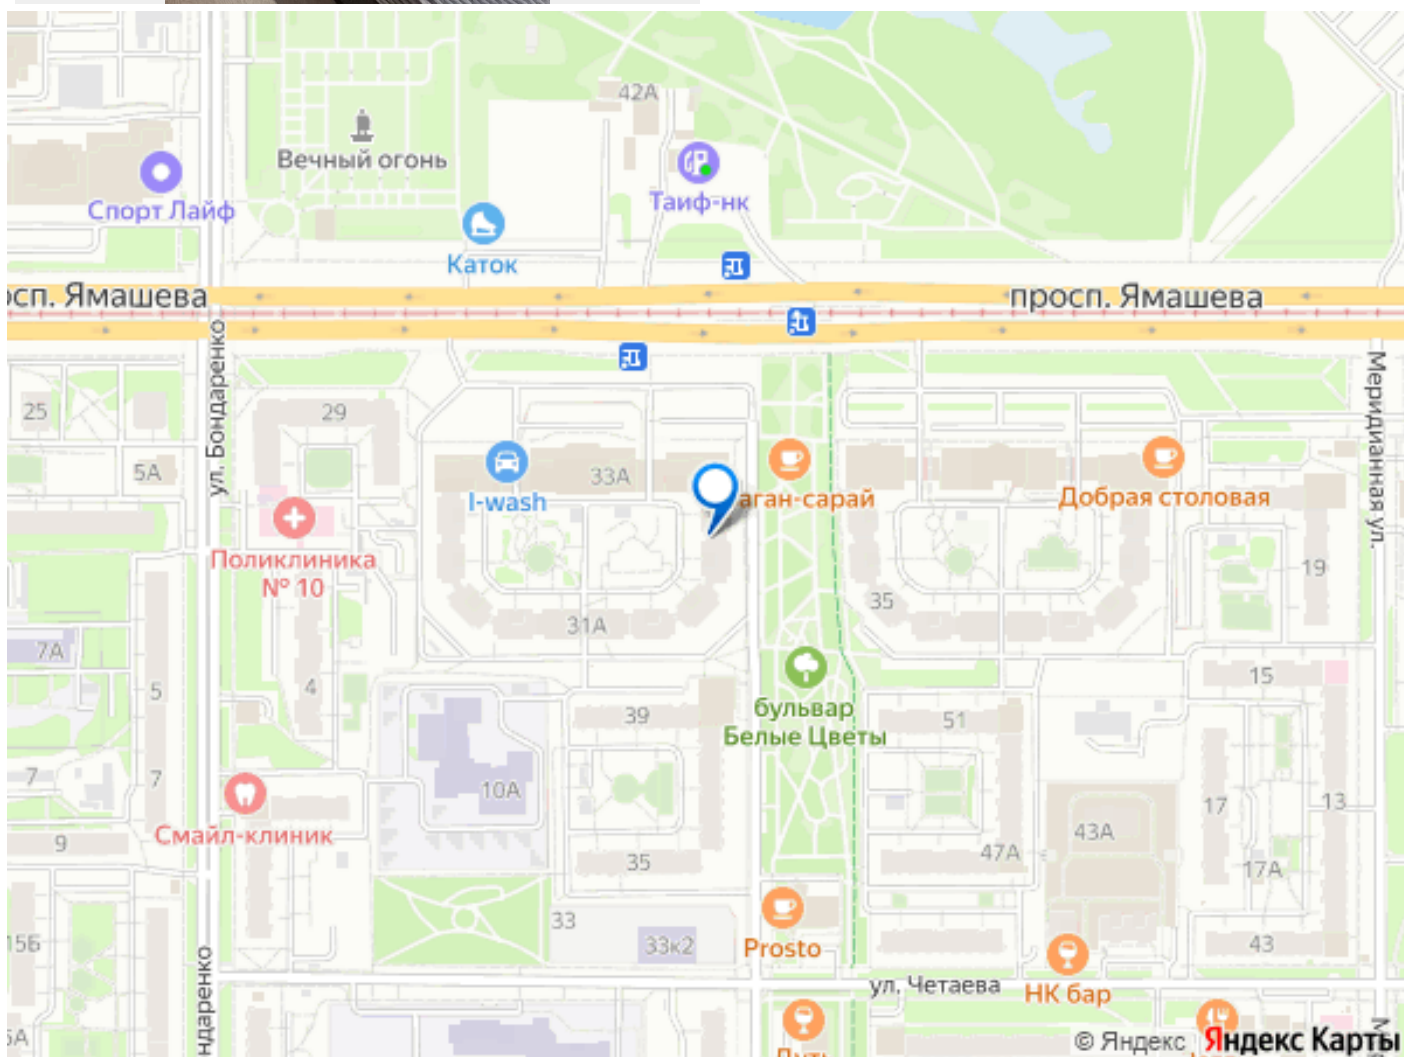 42А
Вечный огонь
Спорт Лайф
Таиф-нк
Каток
осп. Ямашева
просп. Ямашева
ул. Бондаренко
Меридианная ул.
25
29
5А
33А
I-wash
аган-сарай
Добрая столовая
Поликлиника
№ 10
19
35
31А
7А
5
4
39
бульвар
Белые Цветы
51
15
7
7
10А
17
13
Смайл-клиник
9
43А
35
47А
17А
33
15Б
33к2
Prosto
43
ндаренко
ул. Четаева
НК бар
5А
© Яндекс
Яндекс Карты